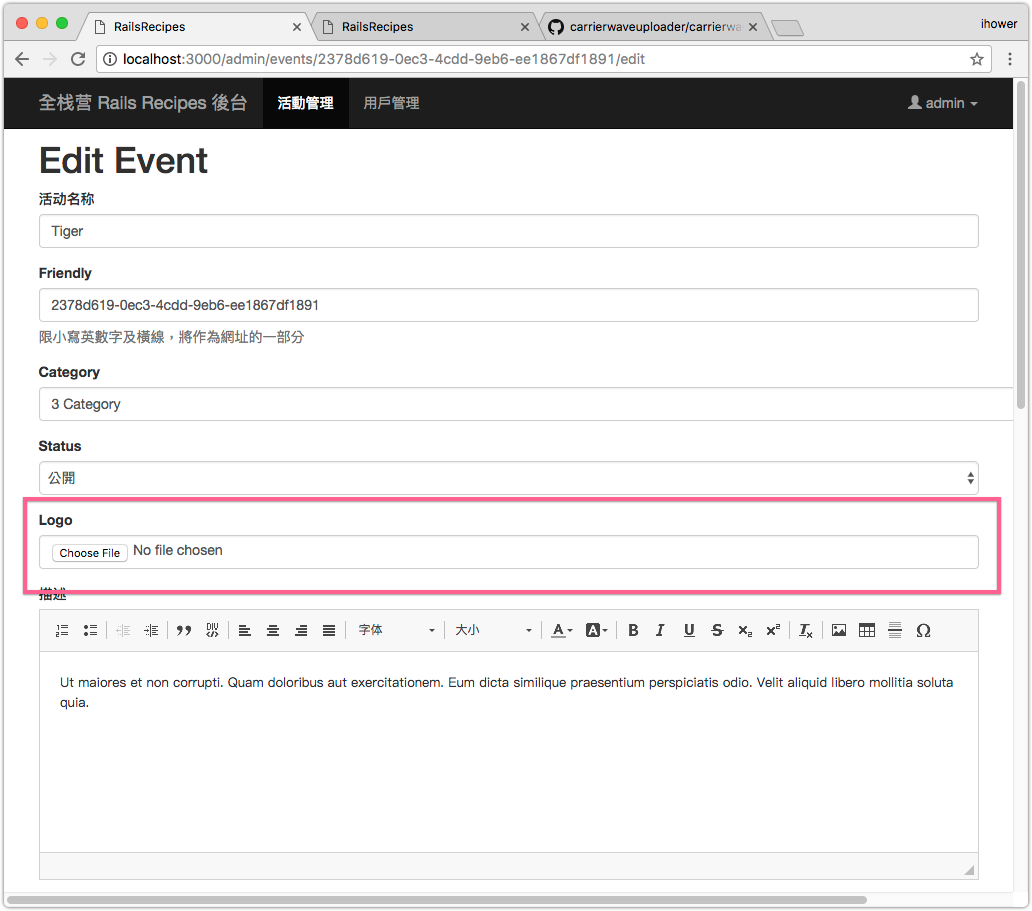 RailsRecipes
RailsRecipes
carrierwaveuploader/carrierwa
ihower
localhost:3000/admin/events/2378d619-0ec3-4cdd-9eb6-ee1867df1891/edit
全栈营 Rails Recipes 後台 活動管理 用戶管理 admin
Edit Event
活动名称
Tiger
Friendly
2378d619-0ec3-4cdd-9eb6-ee1867df1891
限小寫英數字及橫線，將作為網址的一部分
Category
3 Category
Status
公開
Logo
Choose File No file chosen
描述
DIV 字体 大小 A A B I U S x₂ x² Tx Ω
Ut maiores et non corrupti. Quam doloribus aut exercitationem. Eum dicta similique praesentium perspiciatis odio. Velit aliquid libero mollitia soluta
quia.